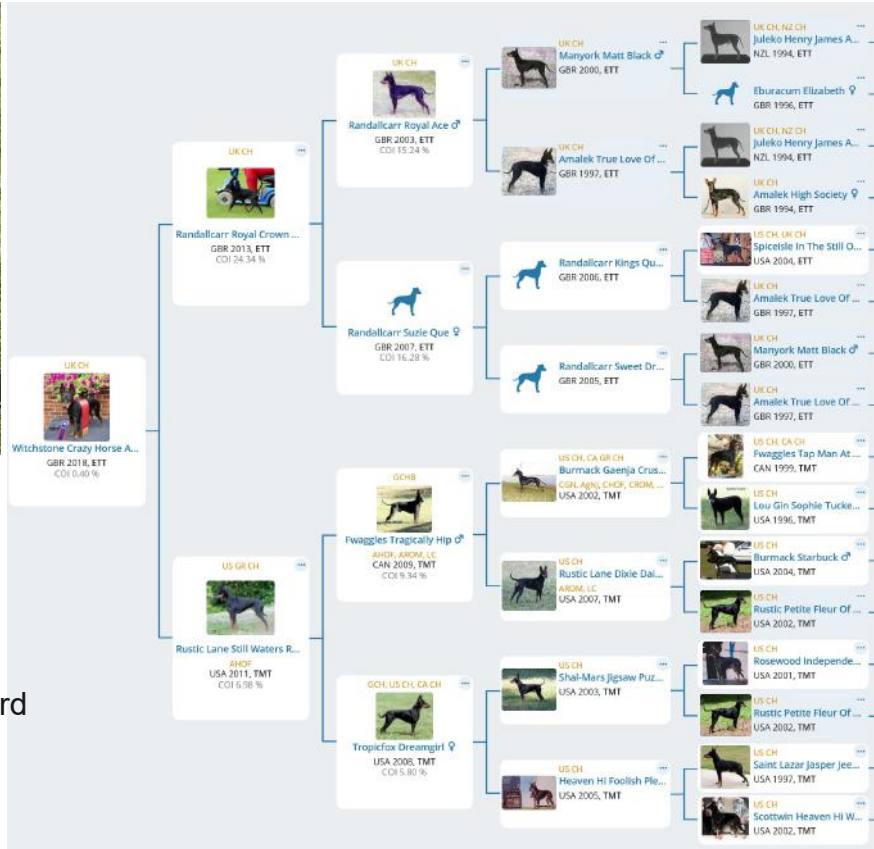 UK CH
Witchstone Crazy Horse A...
GBR 2018, ETT
COI 0.40 %
UK CH
Randallcarr Royal Crown ...
GBR 2013, ETT
COI 24.34 %
US GR CH
Rustic Lane Still Waters R...
AHOF
USA 2011, TMT
COI 6.98 %
rd
UK CH
Randallcarr Royal Ace ♂
GBR 2003, ETT
COI 15.24 %
Randallcarr Suzie Que ♀
GBR 2007, ETT
COI 16.28 %
GCHB
Fwaggles Tragically Hip ♂
AHOF, AROM, LC
CAN 2009, TMT
COI 9.34 %
GCH, US CH, CA CH
Tropicfox Dreamgirl ♀
USA 2008, TMT
COI 5.80 %
UK CH
Manyork Matt Black ♂
GBR 2000, ETT
UK CH
Amalek True Love Of ...
GBR 1997, ETT
Randallcarr Kings Qu...
GBR 2006, ETT
Randallcarr Sweet Dr...
GBR 2005, ETT
US CH, CA GR CH
Burmack Gaenja Crus...
CGN, AgNJ, CHOF, CROM, ...
USA 2002, TMT
US CH
Rustic Lane Dixie Dai...
AROM, LC
USA 2007, TMT
US CH
Shal-Mars Jigsaw Puz...
USA 2003, TMT
US CH
Heaven Hi Foolish Ple...
USA 2005, TMT
UK CH, NZ CH
Juleko Henry James A...
NZL 1994, ETT
Eburacum Elizabeth ♀
GBR 1996, ETT
UK CH, NZ CH
Juleko Henry James A...
NZL 1994, ETT
UK CH
Amalek High Society ♀
GBR 1994, ETT
US CH, UK CH
Spiceisle In The Still O...
USA 2004, ETT
UK CH
Amalek True Love Of ...
GBR 1997, ETT
UK CH
Manyork Matt Black ♂
GBR 2000, ETT
UK CH
Amalek True Love Of ...
GBR 1997, ETT
US CH, CA CH
Fwaggles Tap Man At ...
CAN 1999, TMT
US CH
Lou Gin Sophie Tucke...
USA 1996, TMT
US CH
Burmack Starbuck ♂
USA 2004, TMT
US CH
Rustic Petite Fleur Of ...
USA 2002, TMT
US CH
Rosewood Independe...
USA 2001, TMT
US CH
Rustic Petite Fleur Of ...
USA 2002, TMT
US CH
Saint Lazar Jasper Jee...
USA 1997, TMT
US CH
Scottwin Heaven Hi W...
USA 2002, TMT